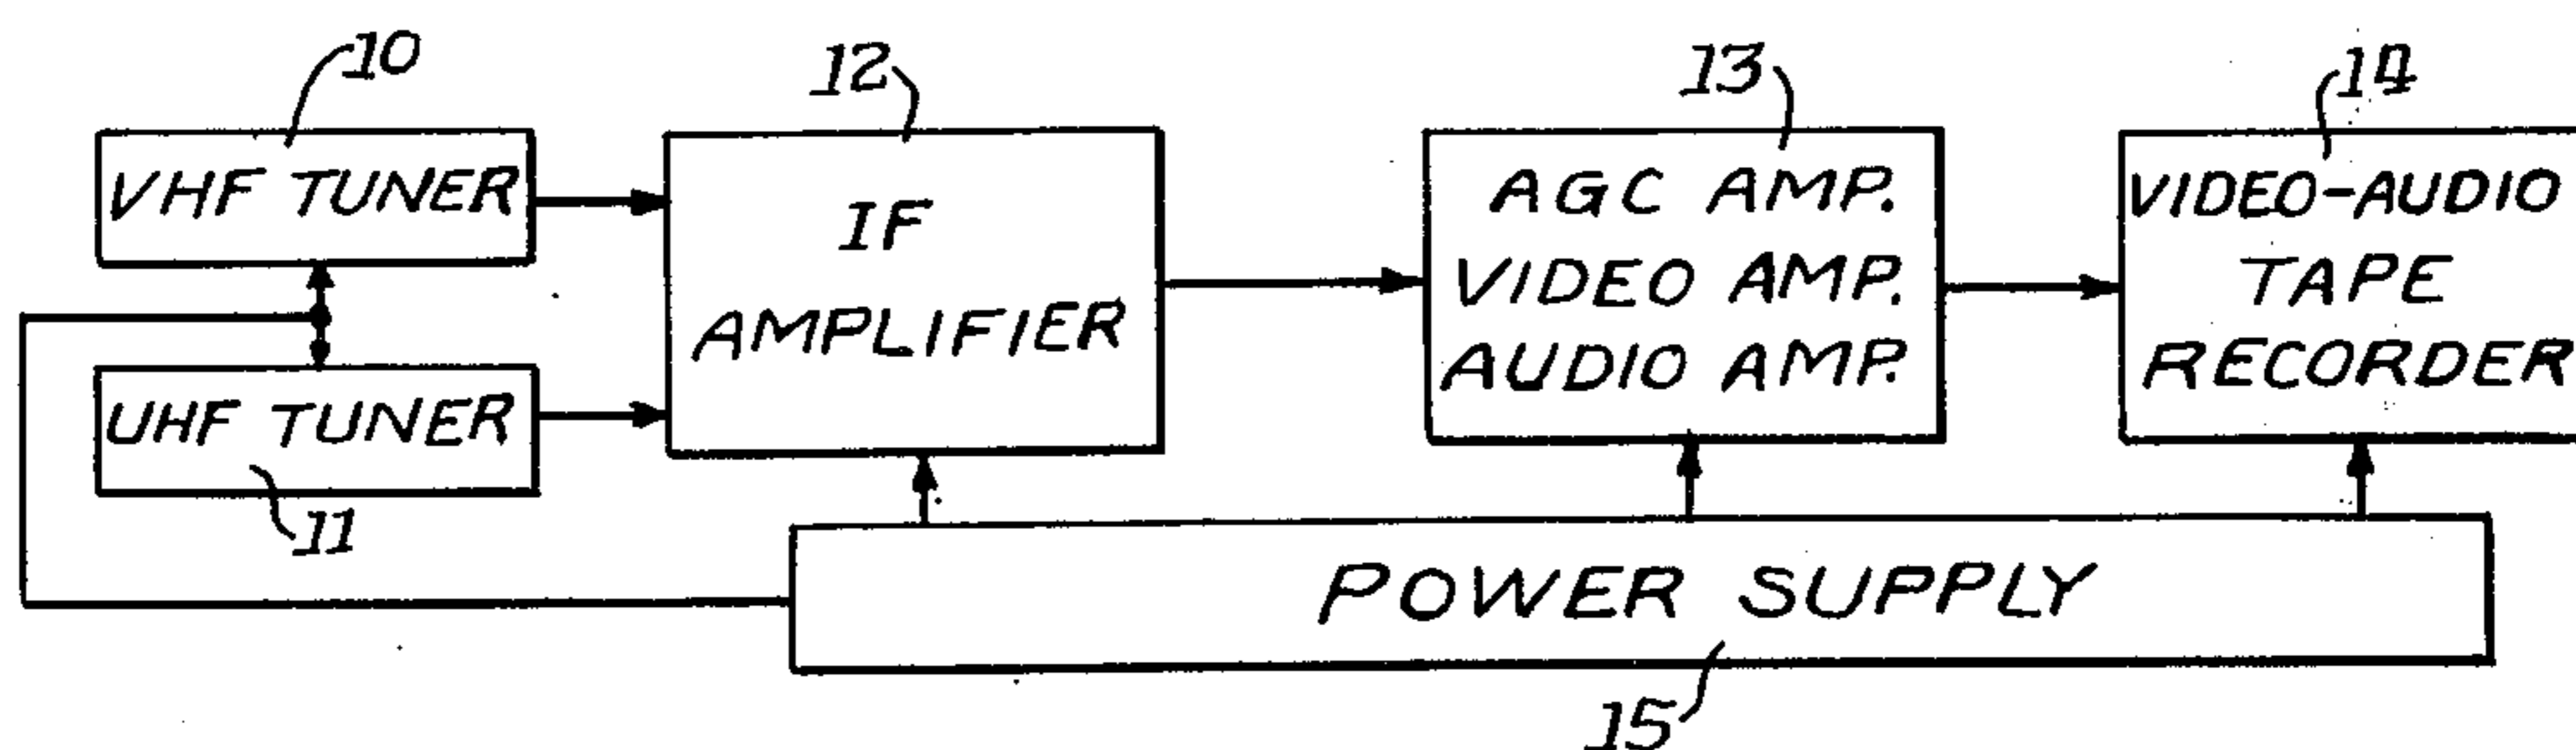 10
12
13
14
VHF TUNER
IF
AMPLIFIER
AGC AMP.
VIDEO AMP.
AUDIO AMP.
VIDEO-AUDIO
TAPE
RECORDER
UHF TUNER
11
POWER SUPPLY
15